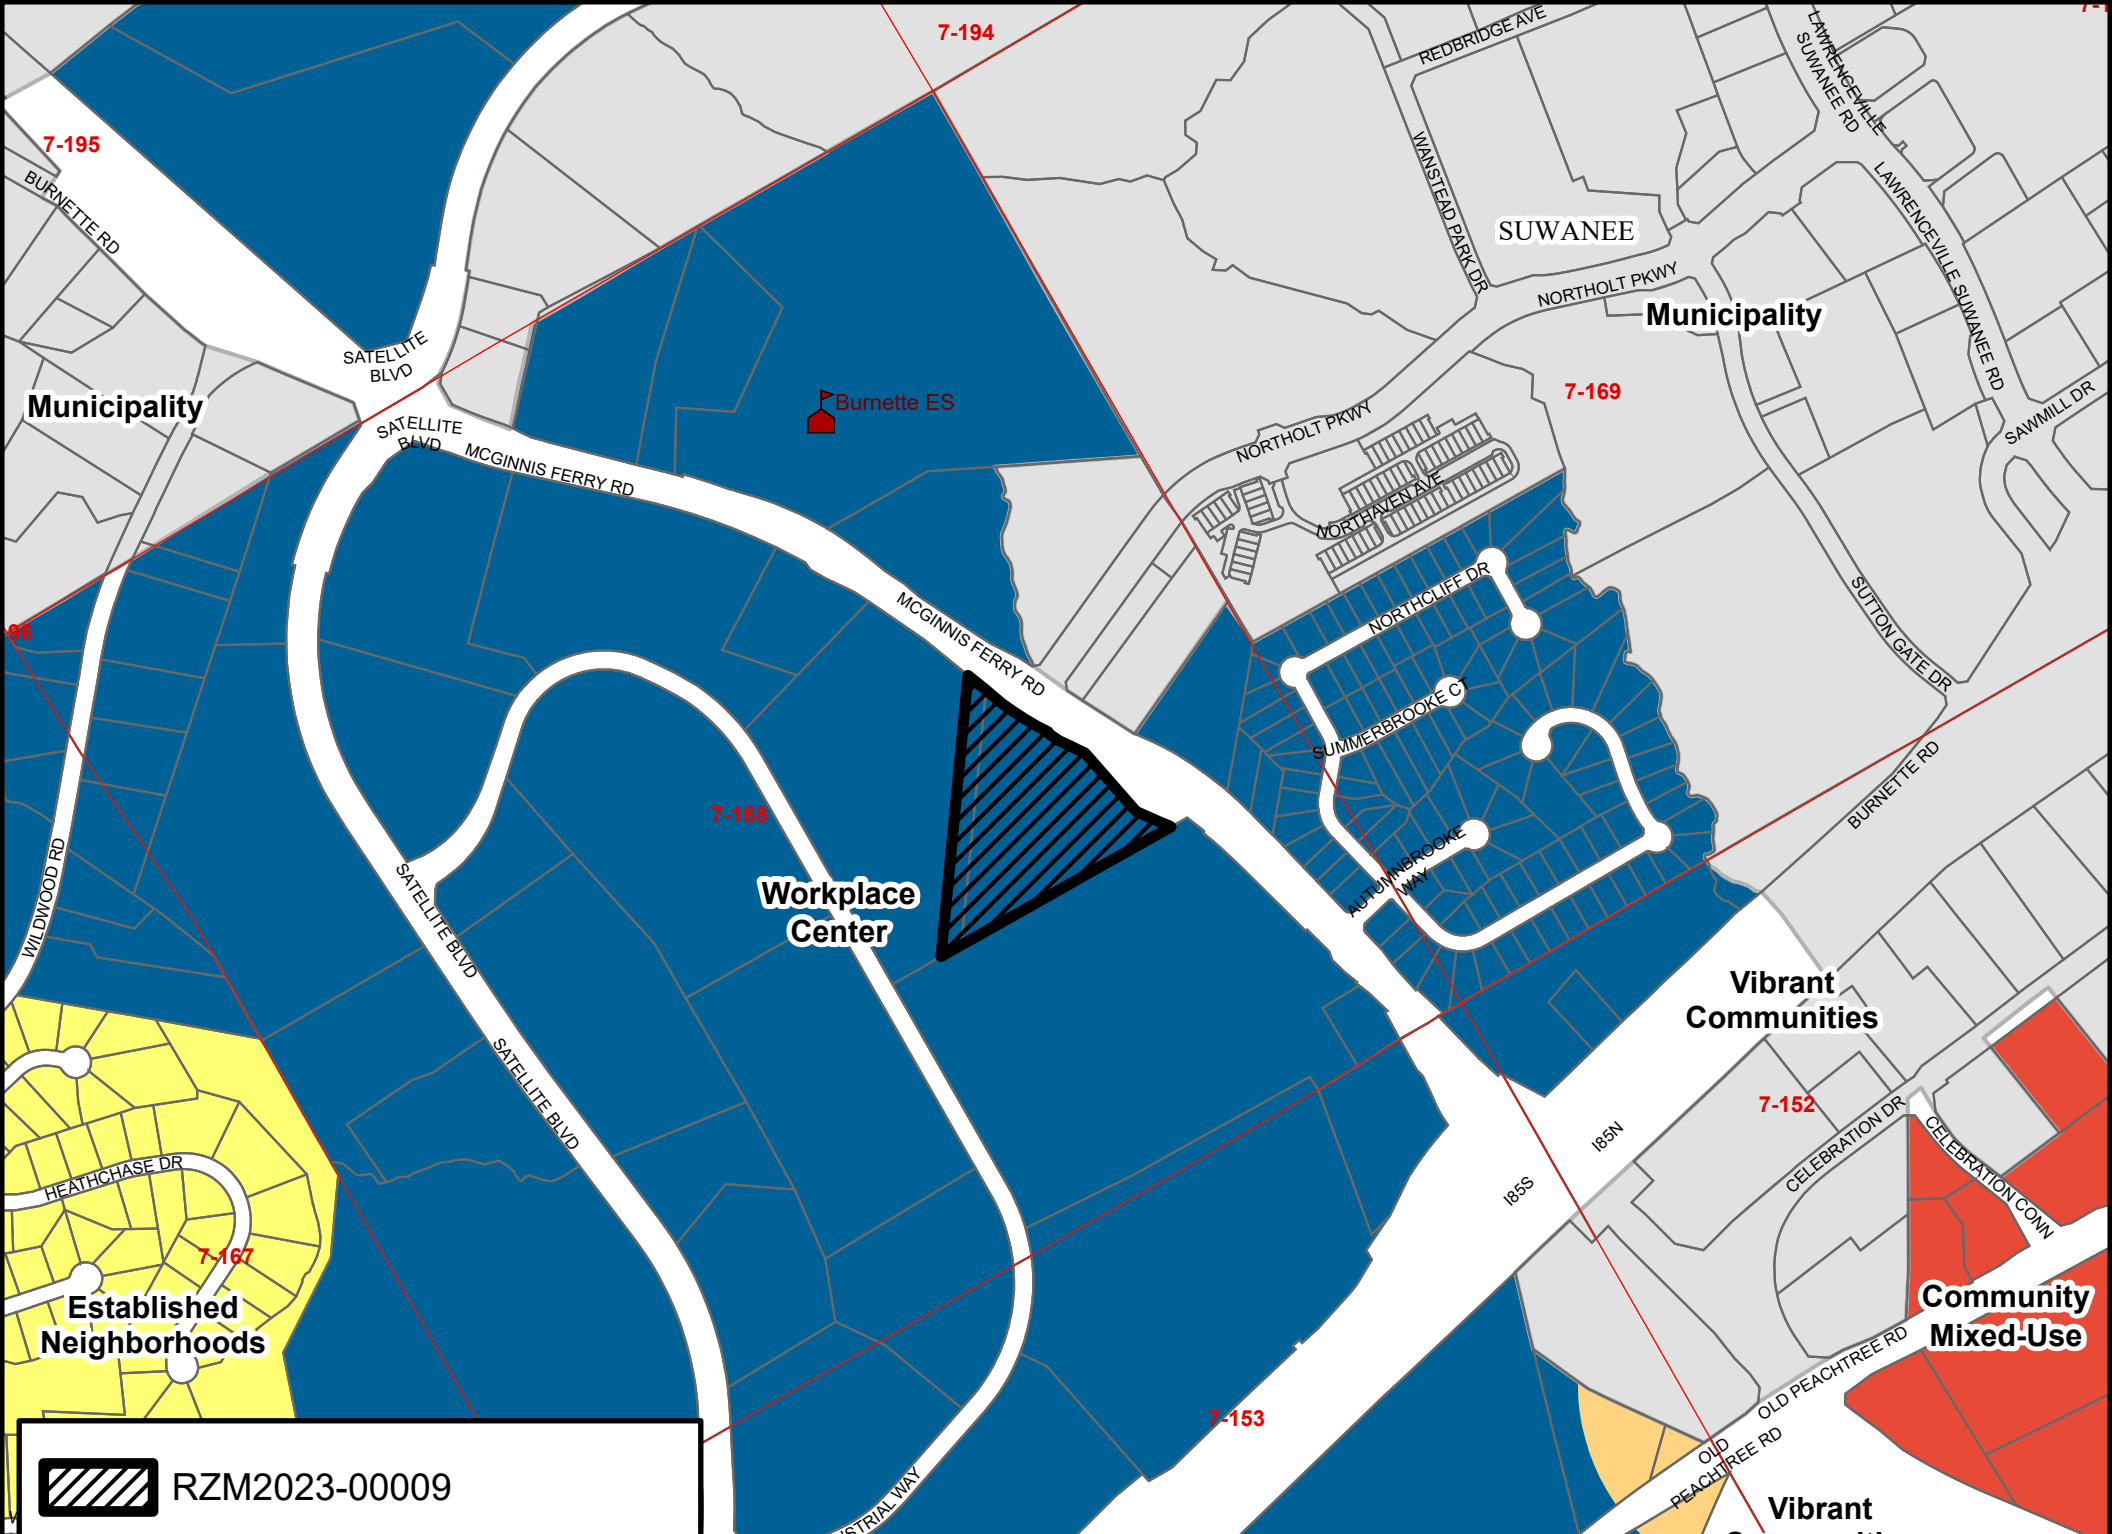 7-194
REDBRIDGE AVE
LAWRENCEVILLE
SUWANEE RD
7-195
BURNETTE RD
WANSTEAD PARK DR
SUWANEE
LAWRENCEVILLE SUWANEE RD
NORTHOLT PKWY
Municipality
SATELLITE
BLVD
Municipality
7-169
Burnette ES
SATELLITE
BLVD
MCGINNIS FERRY RD
NORTHOLT PKWY
SAWMILL DR
NORTHAVEN AVE
NORTHCLIFF DR
MCGINNIS FERRY RD
SUTTON GATE DR
SUMMERBROOKE CT
BURNETTE RD
7-168
WILDWOOD RD
SATELLITE BLVD
Workplace
Center
AUTUMNBROOKE
WAY
Vibrant
Communities
SATELLITE BLVD
7-152
I85N
I85S
CELEBRATION DR
CELEBRATION CONN
HEATHCHASE DR
7-167
Established
Neighborhoods
Community
Mixed-Use
OLD PEACHTREE RD
7-153
OLD
PEACHTREE RD
RZM2023-00009
Vibrant